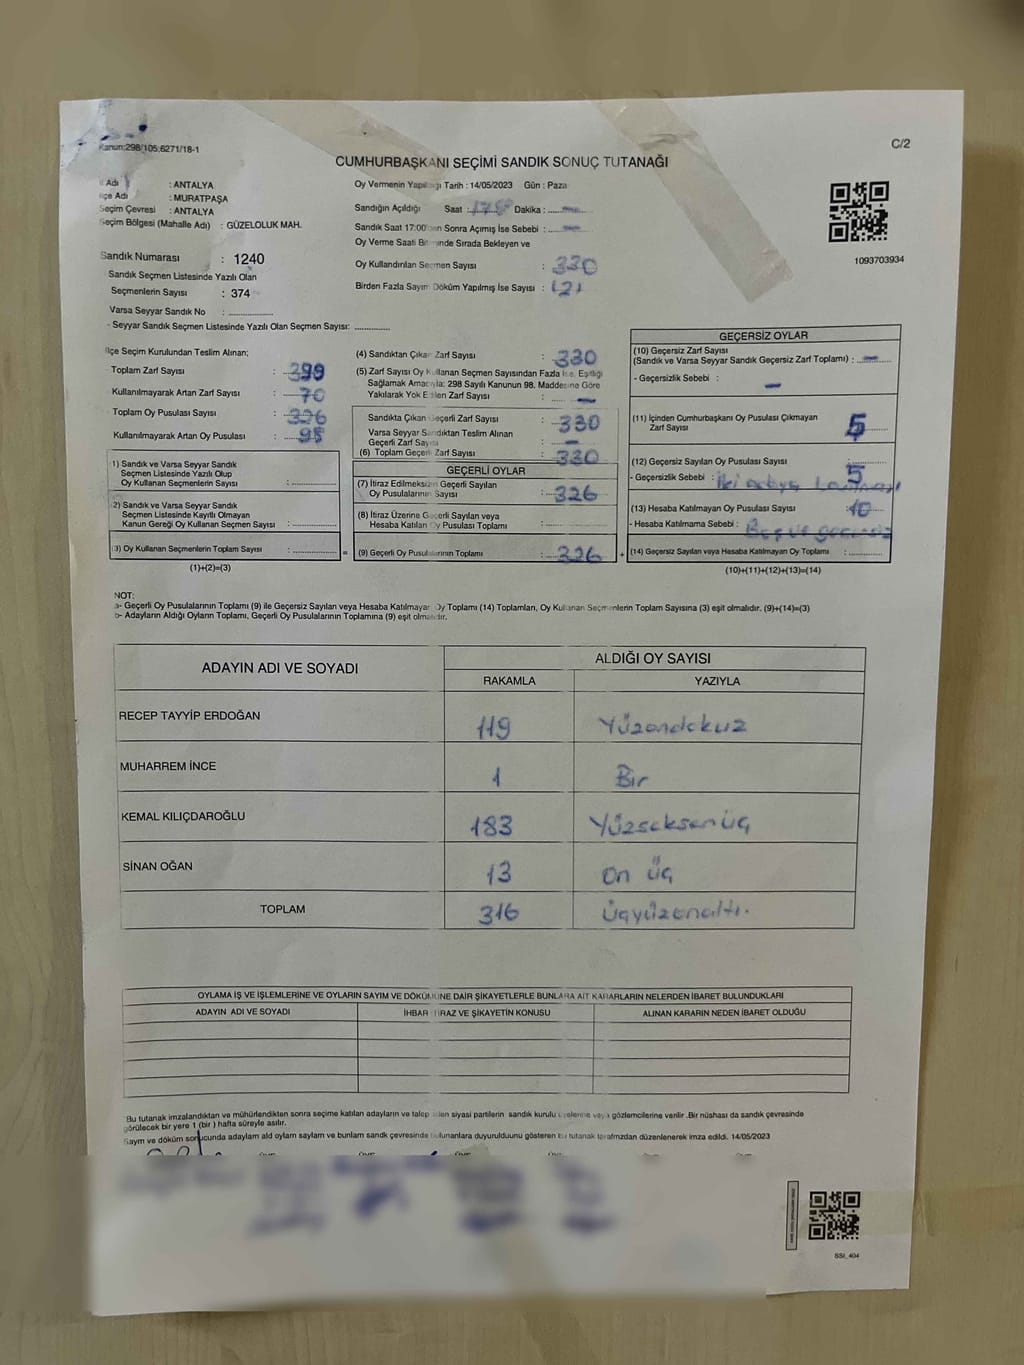 Kanun:298/105;6271/18-1
C/2
CUMHURBAŞKANI SEÇİMİ SANDIK SONUÇ TUTANAĞI
İl Adı : ANTALYA
İlçe Adı : MURATPAŞA
Seçim Çevresi : ANTALYA
Seçim Bölgesi (Mahalle Adı) : GÜZELOLUK MAH.
Sandık Numarası : 1240
Sandık Seçmen Listesinde Yazılı Olan
Seçmenlerin Sayısı : 374
Varsa Seyyar Sandık No :
- Seyyar Sandık Seçmen Listesinde Yazılı Olan Seçmen Sayısı:
Oy Vermenin Yapıldığı Tarih : 14/05/2023 Gün : Paza
Sandığın Açıldığı Saat : Dakika :
Sandık Saat 17:00'den Sonra Açımış İse Sebebi :
Oy Verme Saati Bitiminde Sırada Bekleyen ve
Oy Kullandırılan Seçmen Sayısı : 330
Birden Fazla Sayım Döküm Yapılmış İse Sayısı : (2)
1093703934
İlçe Seçim Kurulundan Teslim Alınan;
Toplam Zarf Sayısı : 399
Kullanılmayarak Artan Zarf Sayısı : 70
Toplam Oy Pusulası Sayısı :
Kullanılmayarak Artan Oy Pusulası : 95
1) Sandık ve Varsa Seyyar Sandık
Seçmen Listesinde Yazılı Olup
Oy Kullanan Seçmenlerin Sayısı :
2) Sandık ve Varsa Seyyar Sandık
Seçmen Listesinde Kayıtlı Olmayan
Kanun Gereği Oy Kullanan Seçmen Sayısı :
3) Oy Kullanan Seçmenlerin Toplam Sayısı : =
(1)+(2)=(3)
(4) Sandıktan Çıkan Zarf Sayısı : 330
(5) Zarf Sayısı Oy Kullanan Seçmen Sayısından Fazla İse, Eşitliği
Sağlamak Amacıyla; 298 Sayılı Kanunun 98. Maddesine Göre
Yakılarak Yok Edilen Zarf Sayısı : -
Sandıkta Çıkan Geçerli Zarf Sayısı : 330
Varsa Seyyar Sandıktan Teslim Alınan
Geçerli Zarf Sayısı : -
(6) Toplam Geçerli Zarf Sayısı : 330
GEÇERLİ OYLAR
(7) İtiraz Edilmeksizin Geçerli Sayılan
Oy Pusulalarının Sayısı : 326
(8) İtiraz Üzerine Geçerli Sayılan veya
Hesaba Katılan Oy Pusulası Toplamı :
(9) Geçerli Oy Pusulalarının Toplamı : 326 +
GEÇERSİZ OYLAR
(10) Geçersiz Zarf Sayısı
(Sandık ve Varsa Seyyar Sandık Geçersiz Zarf Toplamı) : -
- Geçersizlik Sebebi : -
(11) İçinden Cumhurbaşkanı Oy Pusulası Çıkmayan
Zarf Sayısı : 5
(12) Geçersiz Sayılan Oy Pusulası Sayısı : 5
- Geçersizlik Sebebi : İki adaya
(13) Hesaba Katılmayan Oy Pusulası Sayısı : 10
- Hesaba Katılmama Sebebi : Boş ve geçersiz
(14) Geçersiz Sayılan veya Hesaba Katılmayan Oy Toplamı :
(10)+(11)+(12)+(13)=(14)
NOT:
a- Geçerli Oy Pusulalarının Toplamı (9) ile Geçersiz Sayılan veya Hesaba Katılmayan Oy Toplamı (14) Toplamları, Oy Kullanan Seçmenlerin Toplam Sayısına (3) eşit olmalıdır. (9)+(14)=(3)
b- Adayların Aldığı Oyların Toplamı, Geçerli Oy Pusulalarının Toplamına (9) eşit olmalıdır.
ADAYIN ADI VE SOYADI
ALDIĞI OY SAYISI
RAKAMLA YAZIYLA
RECEP TAYYİP ERDOĞAN 119 Yüzondokuz
MUHARREM İNCE 1 Bir
KEMAL KILIÇDAROĞLU 183 Yüzseksenüç
SİNAN OĞAN 13 On üç
TOPLAM 316 Üçyüzonaltı.
OYLAMA İŞ VE İŞLEMLERİNE VE OYLARIN SAYIM VE DÖKÜMÜNE DAİR ŞİKAYETLERLE BUNLARA AİT KARARLARIN NELERDEN İBARET BULUNDUKLARI
ADAYIN ADI VE SOYADI İHBAR İTİRAZ VE ŞİKAYETİN KONUSU ALINAN KARARIN NEDEN İBARET OLDUĞU
Bu tutanak imzalandıktan ve mühürlendikten sonra seçime katılan adayların ve talep eden siyasi partilerin sandık kurulu üyelerine veya gözlemcilerine verilir .Bir nüshası da sandık çevresinde
görülecek bir yere 1 (bir ) hafta süreyle asılır.
Sayım ve döküm sonucunda adayların ald oyların sayları ve bunların sandk çevresinde bulunanlara duyurulduunu gösteren bu tutanak tarafmzdan düzenlenerek imza edildi. 14/05/2023
SSI_404